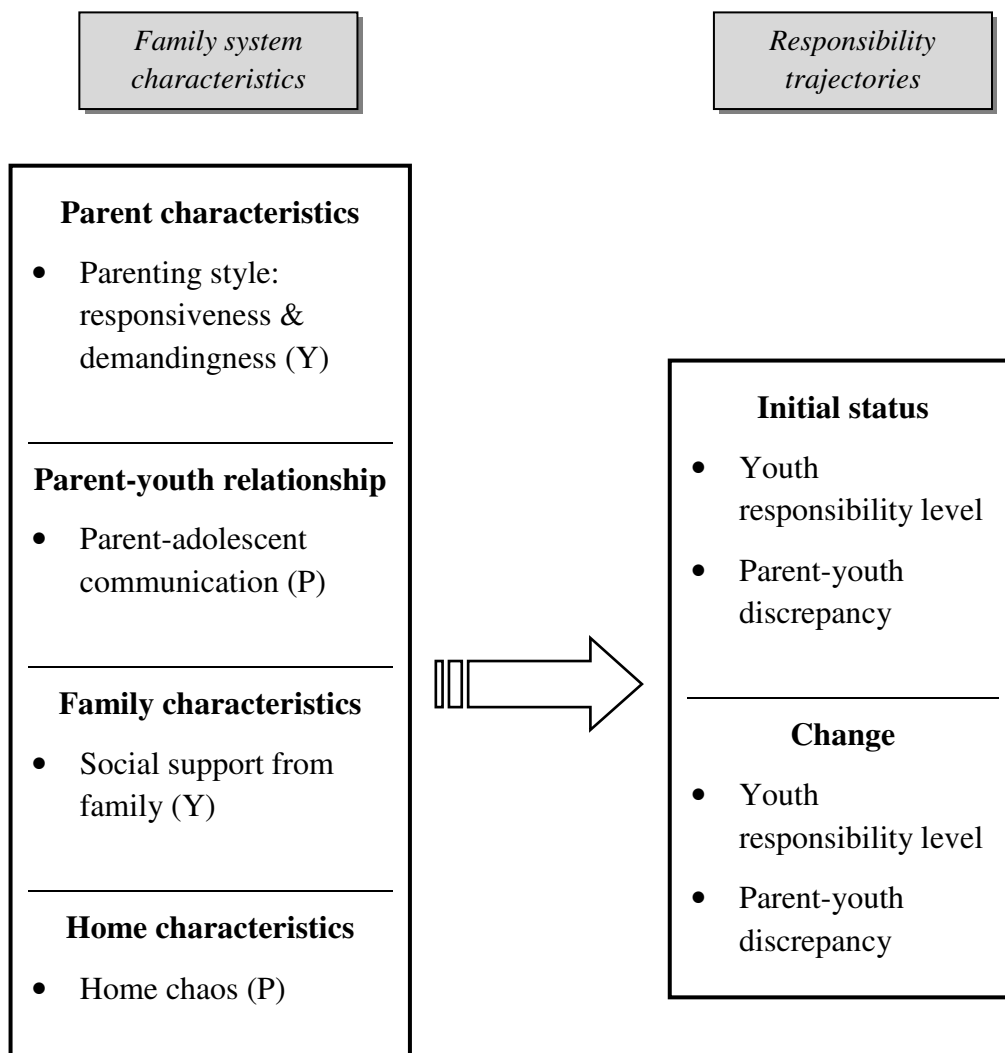 Family system
characteristics
Responsibility
trajectories
Parent characteristics
• Parenting style:
responsiveness &
demandingness (Y)
Parent-youth relationship
• Parent-adolescent
communication (P)
Family characteristics
• Social support from
family (Y)
Home characteristics
• Home chaos (P)
Initial status
• Youth
responsibility level
• Parent-youth
discrepancy
Change
• Youth
responsibility level
• Parent-youth
discrepancy